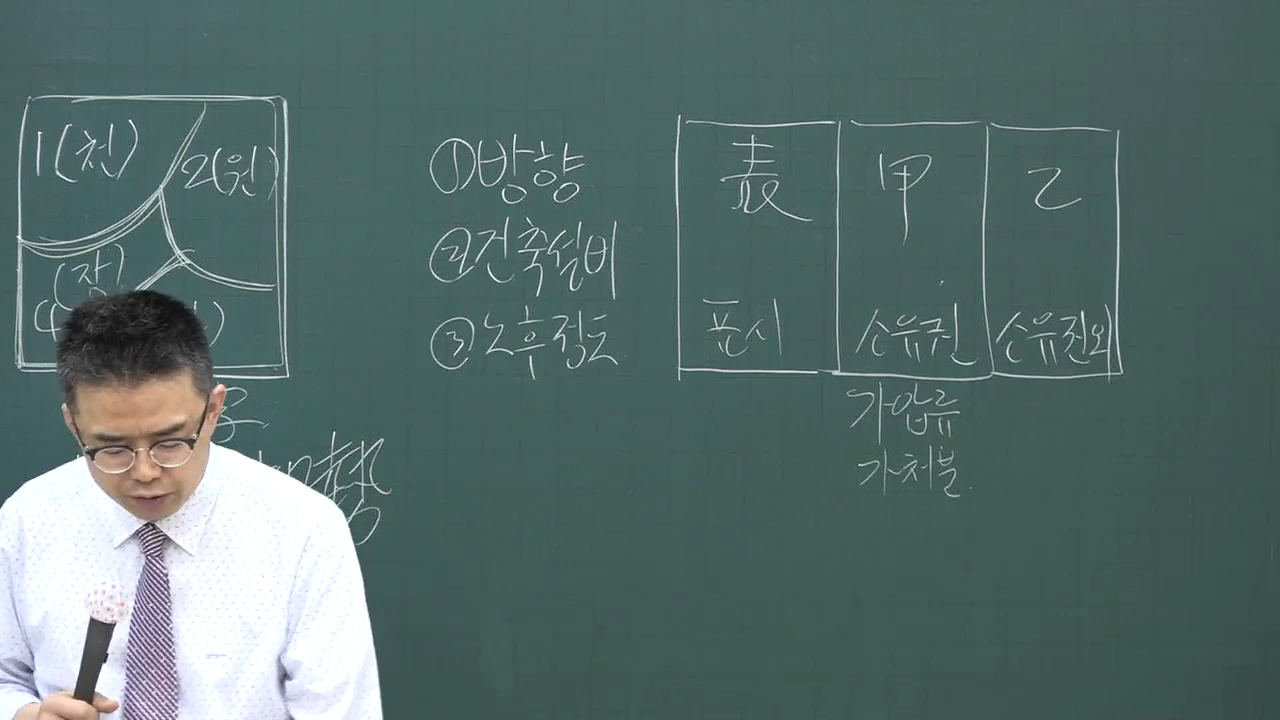 1(천)
2(원)
(장)
①방향
②건축설비
③노후정도
表 甲 乙
표시 소유권 소유권외
가압류
가처분